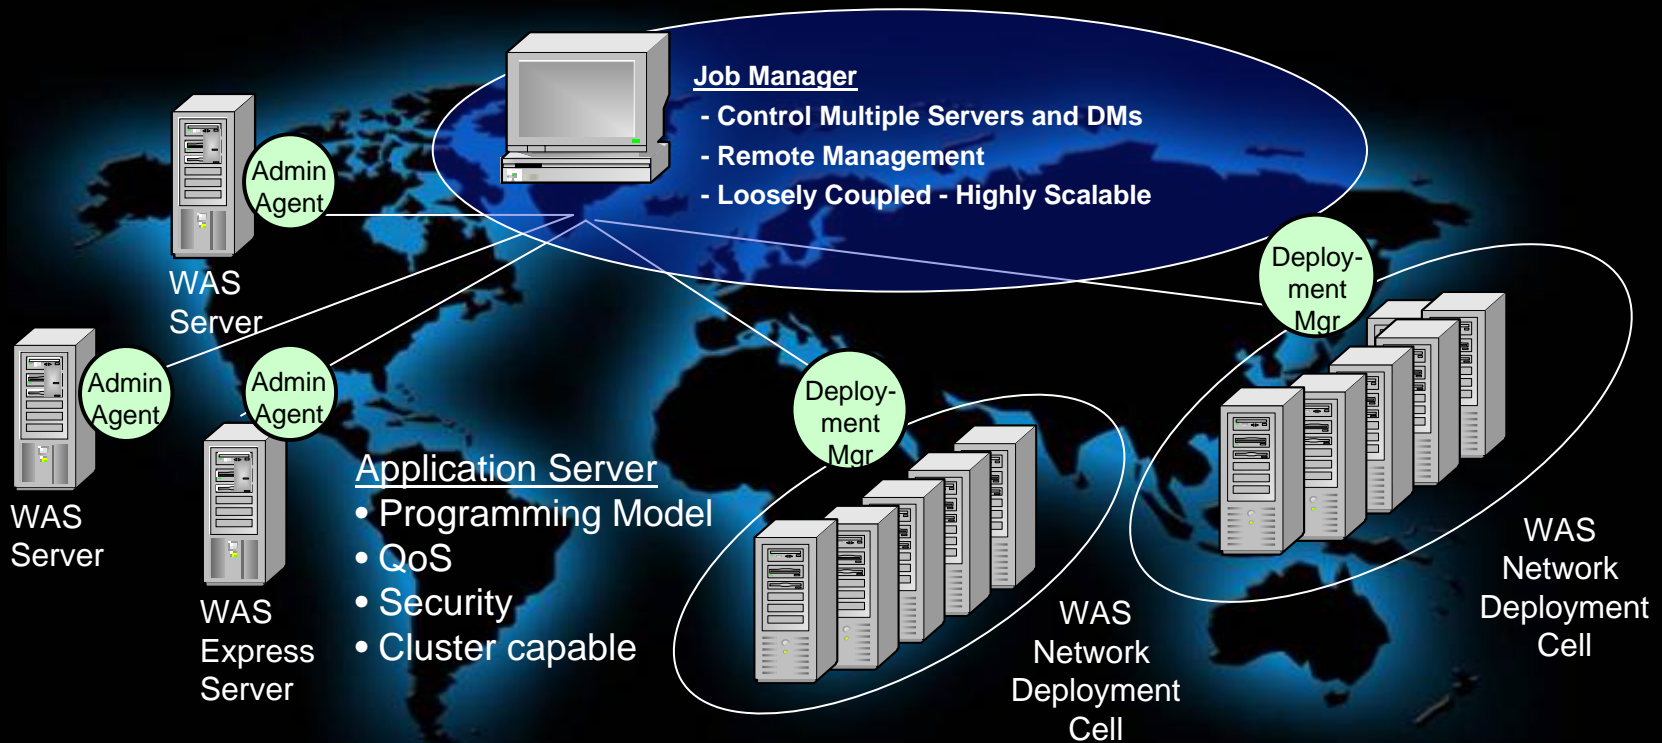 Job Manager
- Control Multiple Servers and DMs
- Remote Management
- Loosely Coupled - Highly Scalable
Admin
Agent
WAS
Server
Admin
Agent
WAS
Server
Admin
Agent
WAS
Express
Server
Application Server
• Programming Model
• QoS
• Security
• Cluster capable
Deploy-
ment
Mgr
WAS
Network
Deployment
Cell
Deploy-
ment
Mgr
WAS
Network
Deployment
Cell